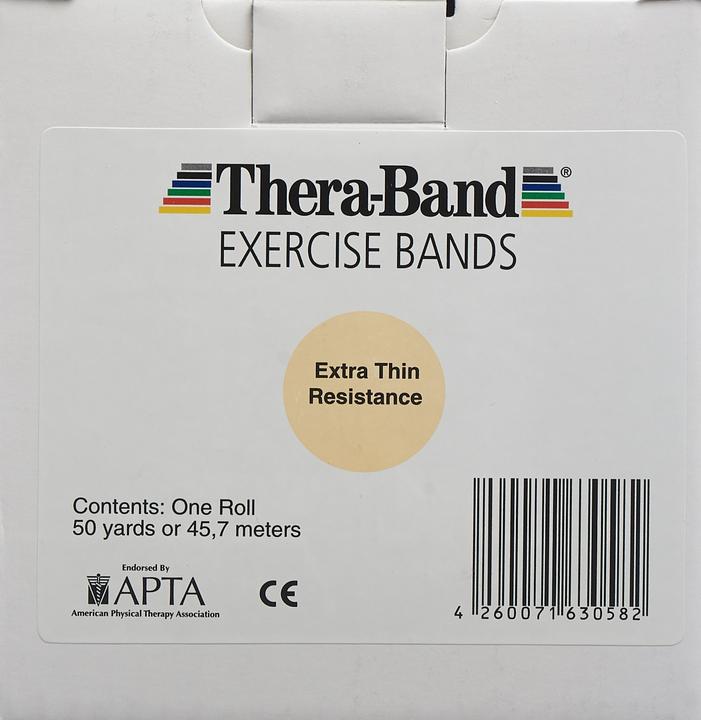 Thera-Band®
EXERCISE BANDS
Extra Thin
Resistance
Contents: One Roll
50 yards or 45,7 meters
Endorsed By
APTA
American Physical Therapy Association
CE
4 260071 630582